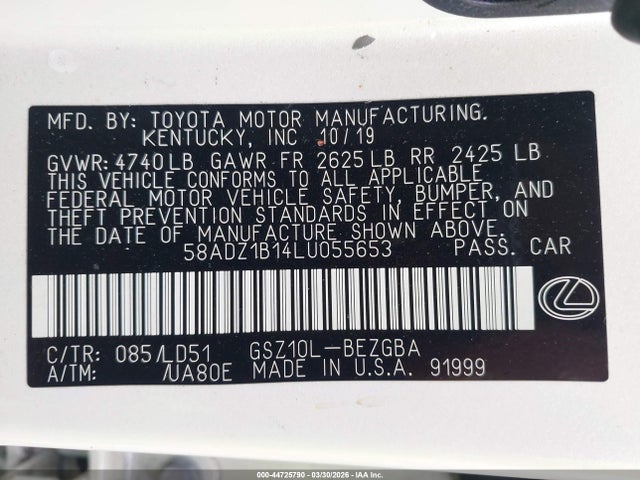 MFD. BY: TOYOTA MOTOR MANUFACTURING.
KENTUCKY, INC 10/19
GVWR: 4740LB GAWR FR 2625LB RR 2425 LB
THIS VEHICLE CONFORMS TO ALL APPLICABLE
FEDERAL MOTOR VEHICLE SAFETY, BUMPER, AND
THEFT PREVENTION STANDARDS IN EFFECT ON
THE DATE OF MANUFACTURE SHOWN ABOVE.
58ADZ1B14LU055653 PASS. CAR
C/TR: 085/LD51 GSZ10L-BEZGBA
A/TM: /UA80E MADE IN U.S.A. 91999
000-44725790 - 03/30/2026 - IAA Inc.